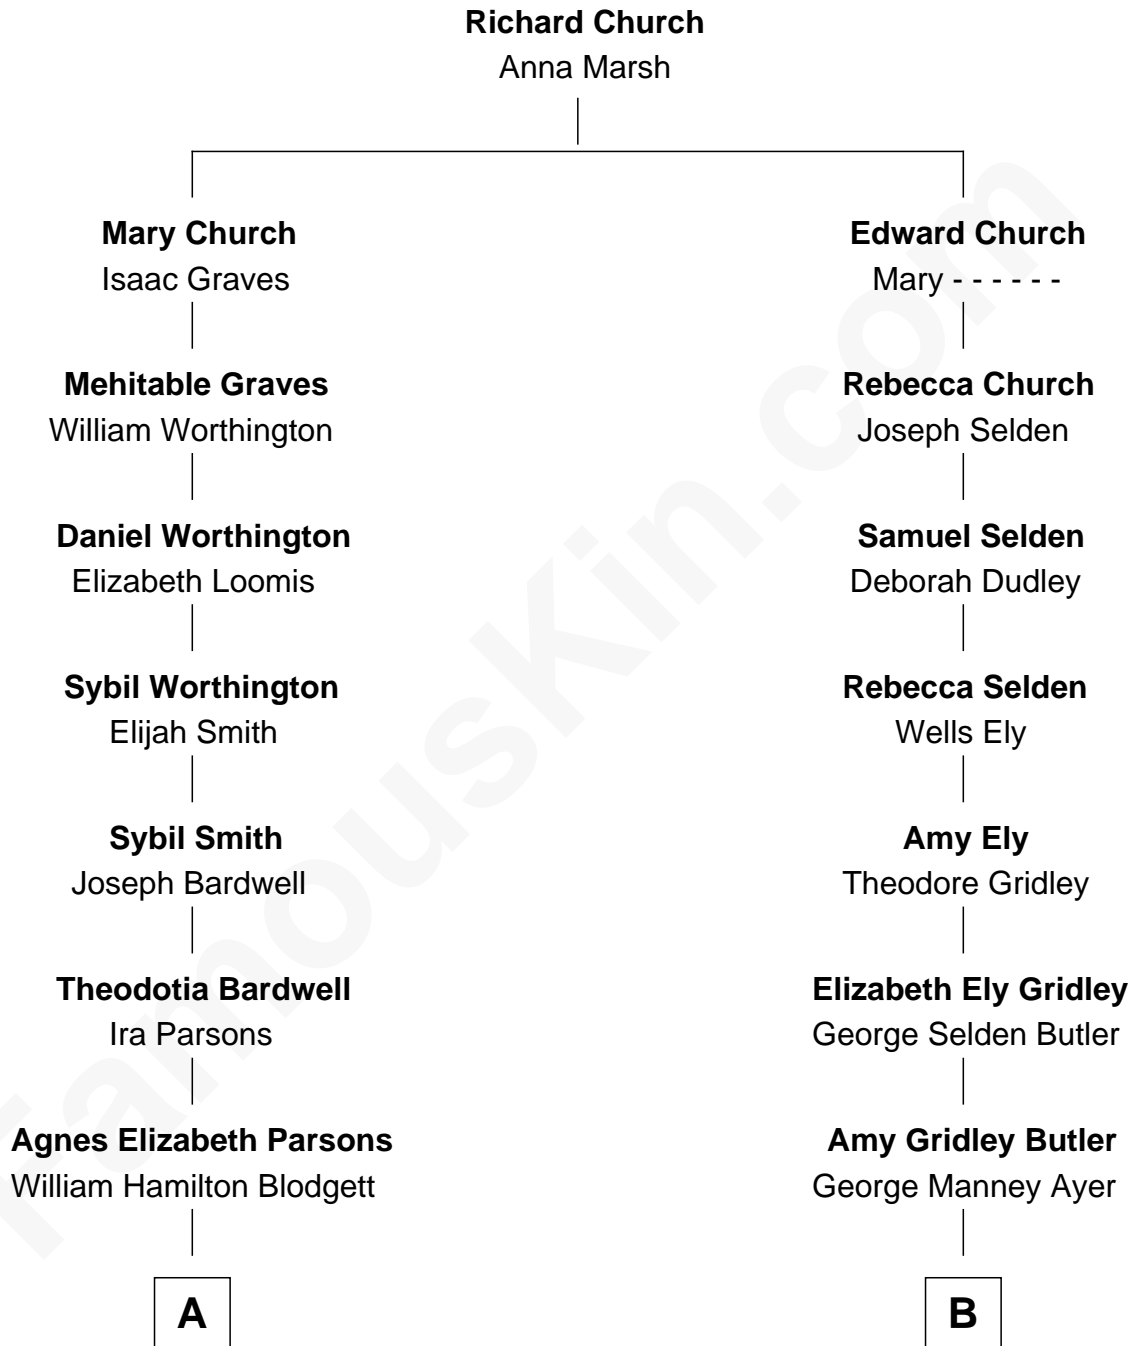 Richard Church
Anna Marsh
Mary Church
Isaac Graves
Edward Church
Mary - - - - - -
Mehitable Graves
William Worthington
Rebecca Church
Joseph Selden
Daniel Worthington
Elizabeth Loomis
Samuel Selden
Deborah Dudley
Sybil Worthington
Elijah Smith
Rebecca Selden
Wells Ely
Sybil Smith
Joseph Bardwell
Amy Ely
Theodore Gridley
Theodotia Bardwell
Ira Parsons
Elizabeth Ely Gridley
George Selden Butler
Agnes Elizabeth Parsons
William Hamilton Blodgett
Amy Gridley Butler
George Manney Ayer
A
B
FamousKin.com